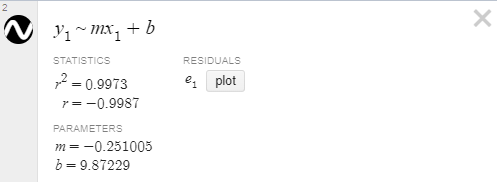 2
y₁ ~ mx₁ + b
STATISTICS
r² = 0.9973
r = −0.9987
RESIDUALS
e₁ plot
PARAMETERS
m = −0.251005
b = 9.87229